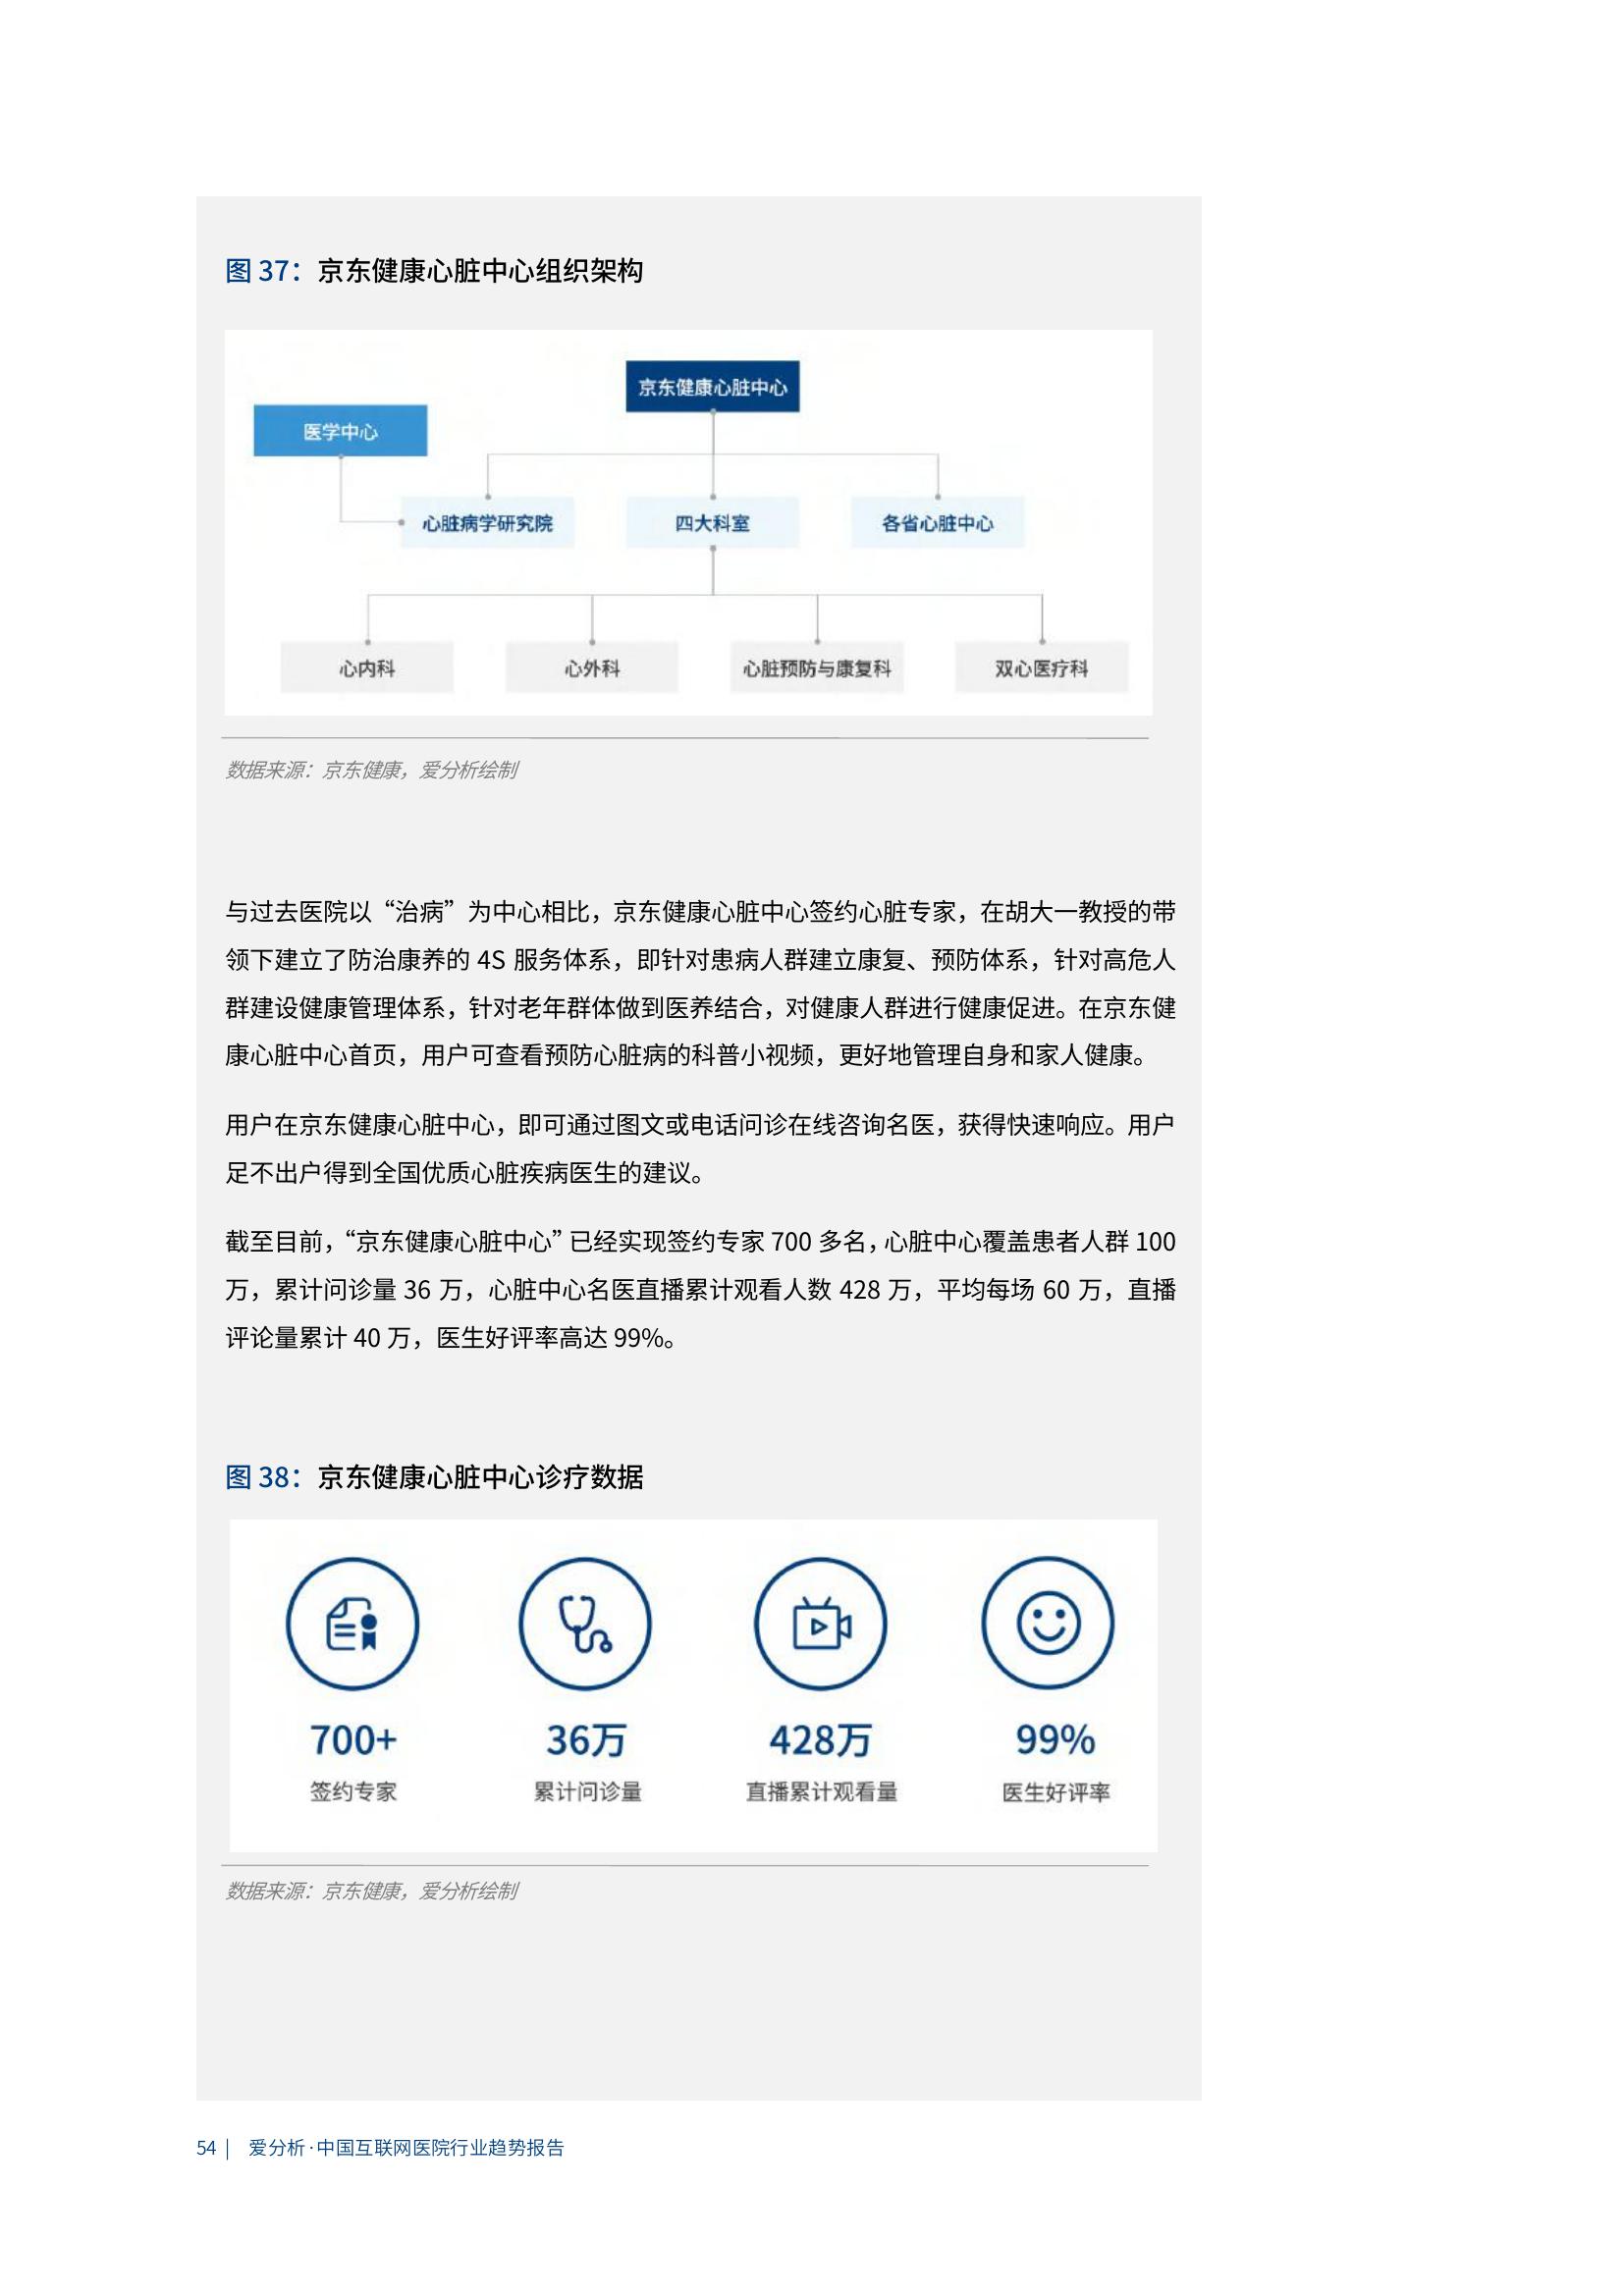 图 37：京东健康心脏中心组织架构
京东健康心脏中心
医学中心
心脏病学研究院
四大科室
各省心脏中心
心内科
心外科
心脏预防与康复科
双心医疗科
数据来源：京东健康，爱分析绘制
与过去医院以“治病”为中心相比，京东健康心脏中心签约心脏专家，在胡大一教授的带
领下建立了防治康养的 4S 服务体系，即针对患病人群建立康复、预防体系，针对高危人
群建设健康管理体系，针对老年群体做到医养结合，对健康人群进行健康促进。在京东健
康心脏中心首页，用户可查看预防心脏病的科普小视频，更好地管理自身和家人健康。
用户在京东健康心脏中心，即可通过图文或电话问诊在线咨询名医，获得快速响应。用户
足不出户得到全国优质心脏疾病医生的建议。
截至目前，“京东健康心脏中心” 已经实现签约专家 700 多名，心脏中心覆盖患者人群 100
万，累计问诊量 36 万，心脏中心名医直播累计观看人数 428 万，平均每场 60 万，直播
评论量累计 40 万，医生好评率高达 99%。
图 38：京东健康心脏中心诊疗数据
700+
36万
428万
99%
签约专家
累计问诊量
直播累计观看量
医生好评率
数据来源：京东健康，爱分析绘制
54 | 爱分析·中国互联网医院行业趋势报告